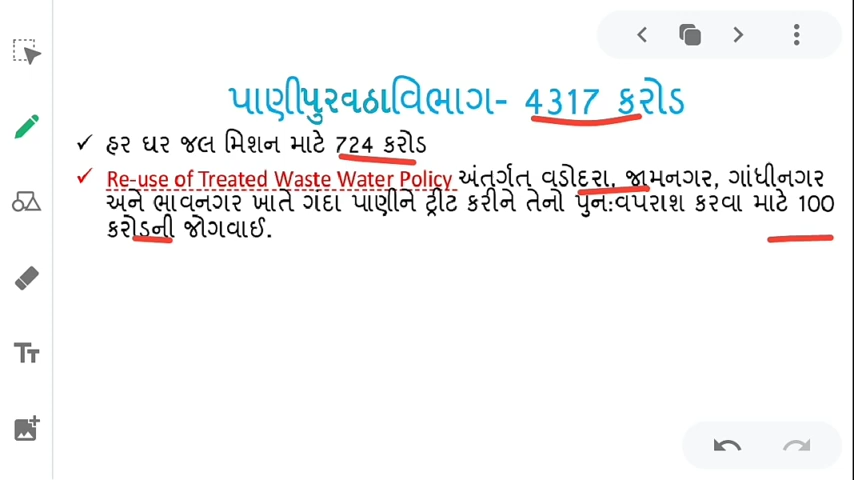 પાણીપુરવઠાવિભાગ- 4317 કરોડ
✓ હર ઘર જલ મિશન માટે 724 કરોડ
✓ Re-use of Treated Waste Water Policy અંતર્ગત વડોદરા, જામનગર, ગાંધીનગર
અને ભાવનગર ખાતે ગંદા પાણીને ટ્રીટ કરીને તેનો પુન:વપરાશ કરવા માટે 100
કરોડની જોગવાઈ.
Tт